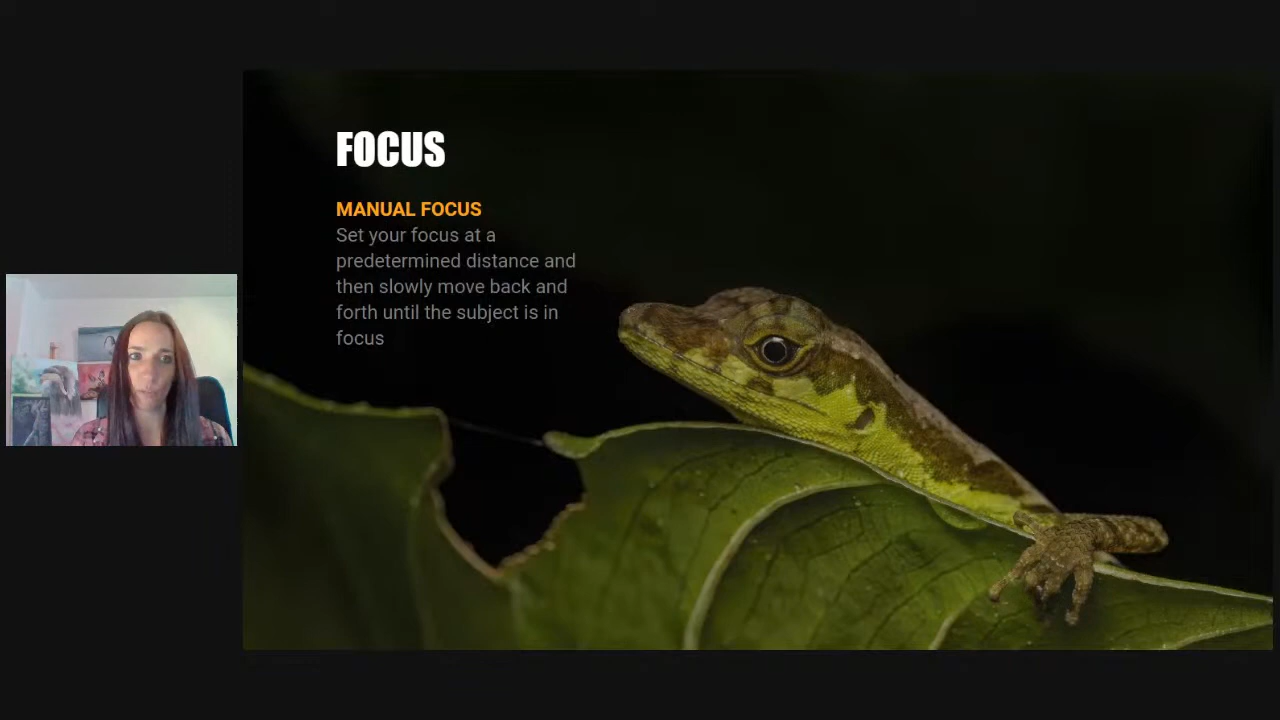 FOCUS
MANUAL FOCUS
Set your focus at a
predetermined distance and
then slowly move back and
forth until the subject is in
focus